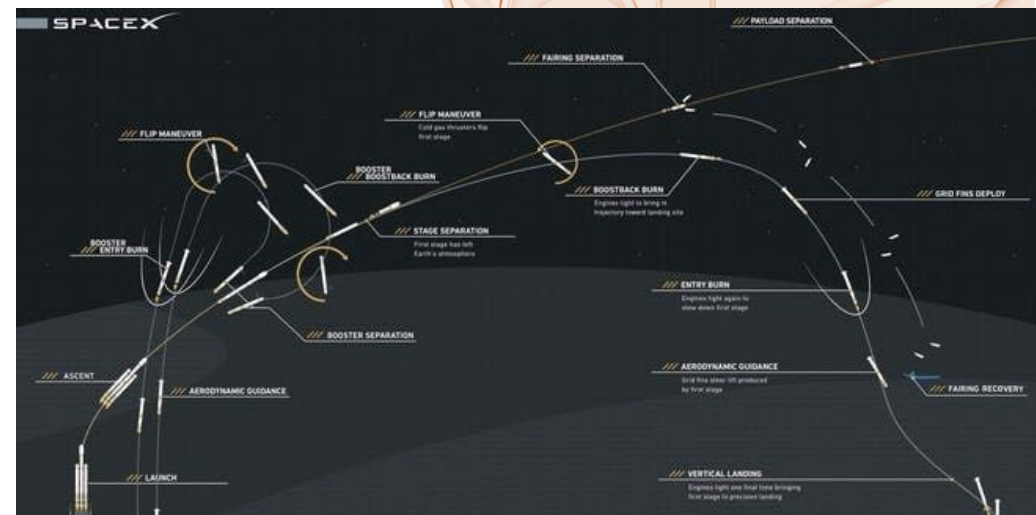 SPACEX
/// PAYLOAD SEPARATION
/// FAIRING SEPARATION
/// FLIP MANEUVER
Cold gas thrusters flip
first stage
/// FLIP MANEUVER
BOOSTER
/// BOOSTBACK BURN
/// BOOSTBACK BURN
Engines light to bring in
trajectory toward landing site
/// GRID FINS DEPLOY
/// STAGE SEPARATION
First stage has left
Earth's atmosphere
BOOSTER
/// ENTRY BURN
/// ENTRY BURN
Engines light again to
slow down first stage
/// BOOSTER SEPARATION
/// ASCENT
/// AERODYNAMIC GUIDANCE
/// AERODYNAMIC GUIDANCE
Grid fins steer lift produced
by first stage
/// FAIRING RECOVERY
/// LAUNCH
/// VERTICAL LANDING
Engines light one final time bringing
first stage to precision landing